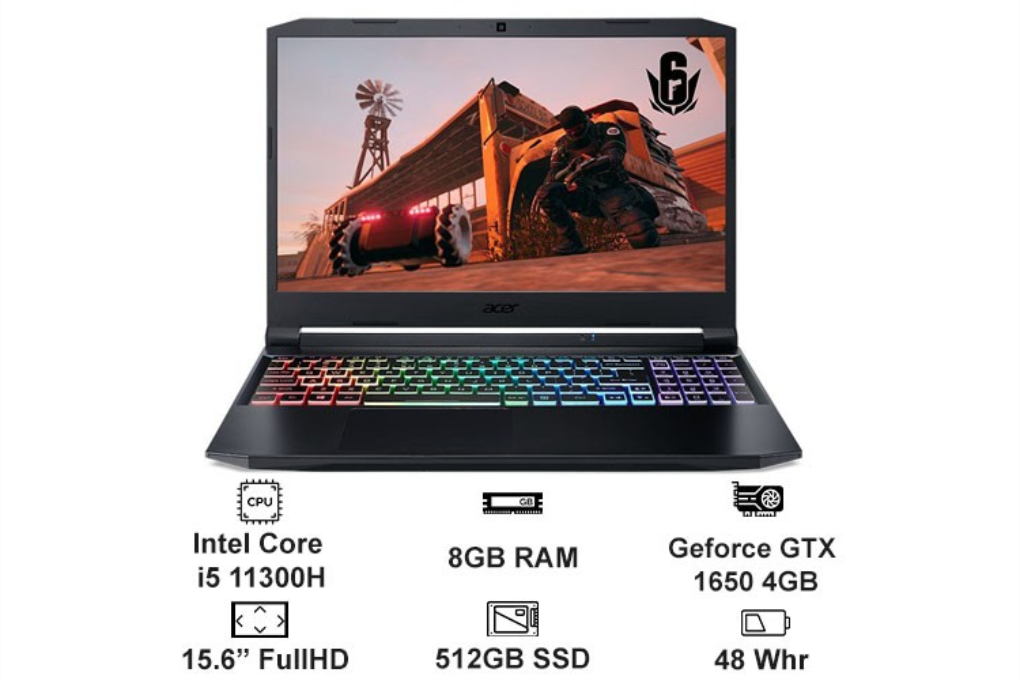 6
acer
CPU
GB
Intel Core
i5 11300H
8GB RAM
Geforce GTX
1650 4GB
15.6” FullHD
512GB SSD
48 Whr